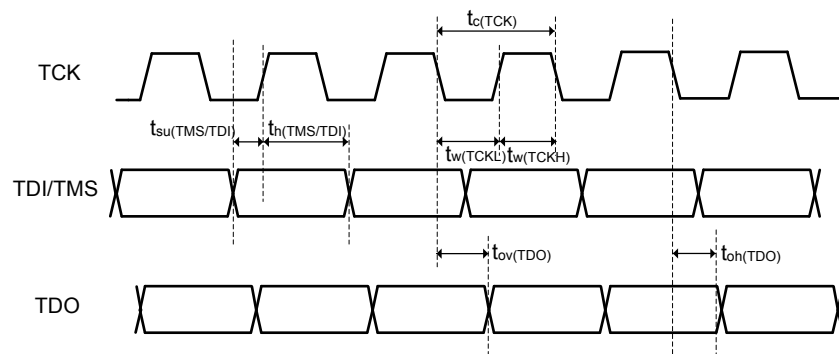 tc(TCK)
TCK
tsu(TMS/TDI) th(TMS/TDI)
tw(TCKL) tw(TCKH)
TDI/TMS
tov(TDO) toh(TDO)
TDO